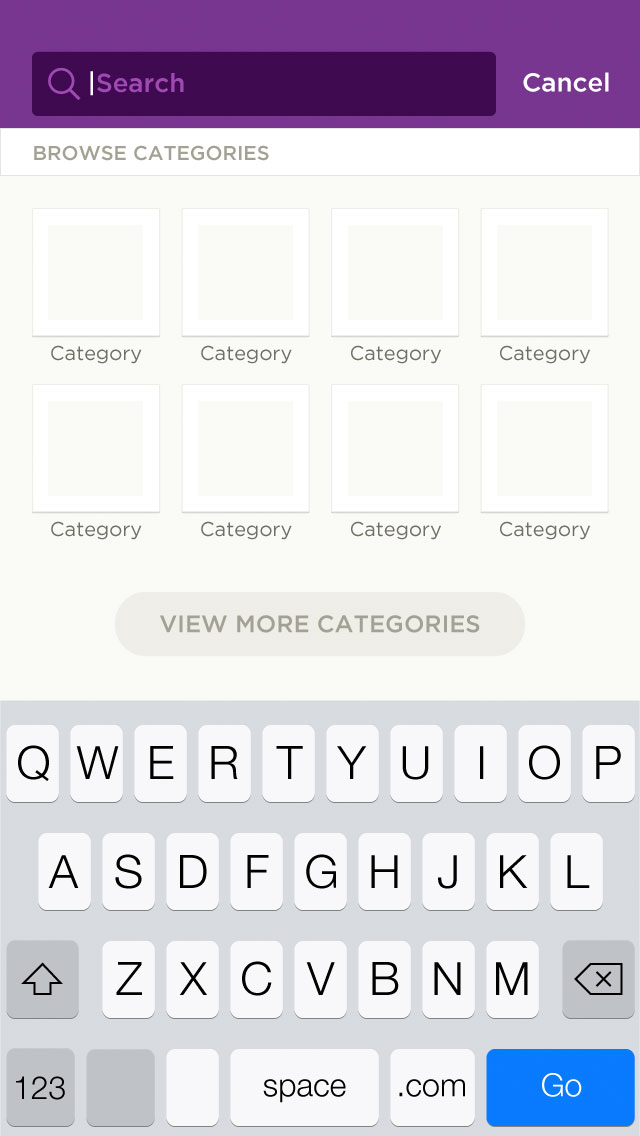 Search Cancel
BROWSE CATEGORIES
Category Category Category Category
Category Category Category Category
VIEW MORE CATEGORIES
Q W E R T Y U I O P
A S D F G H J K L
Z X C V B N M
123 space .com Go